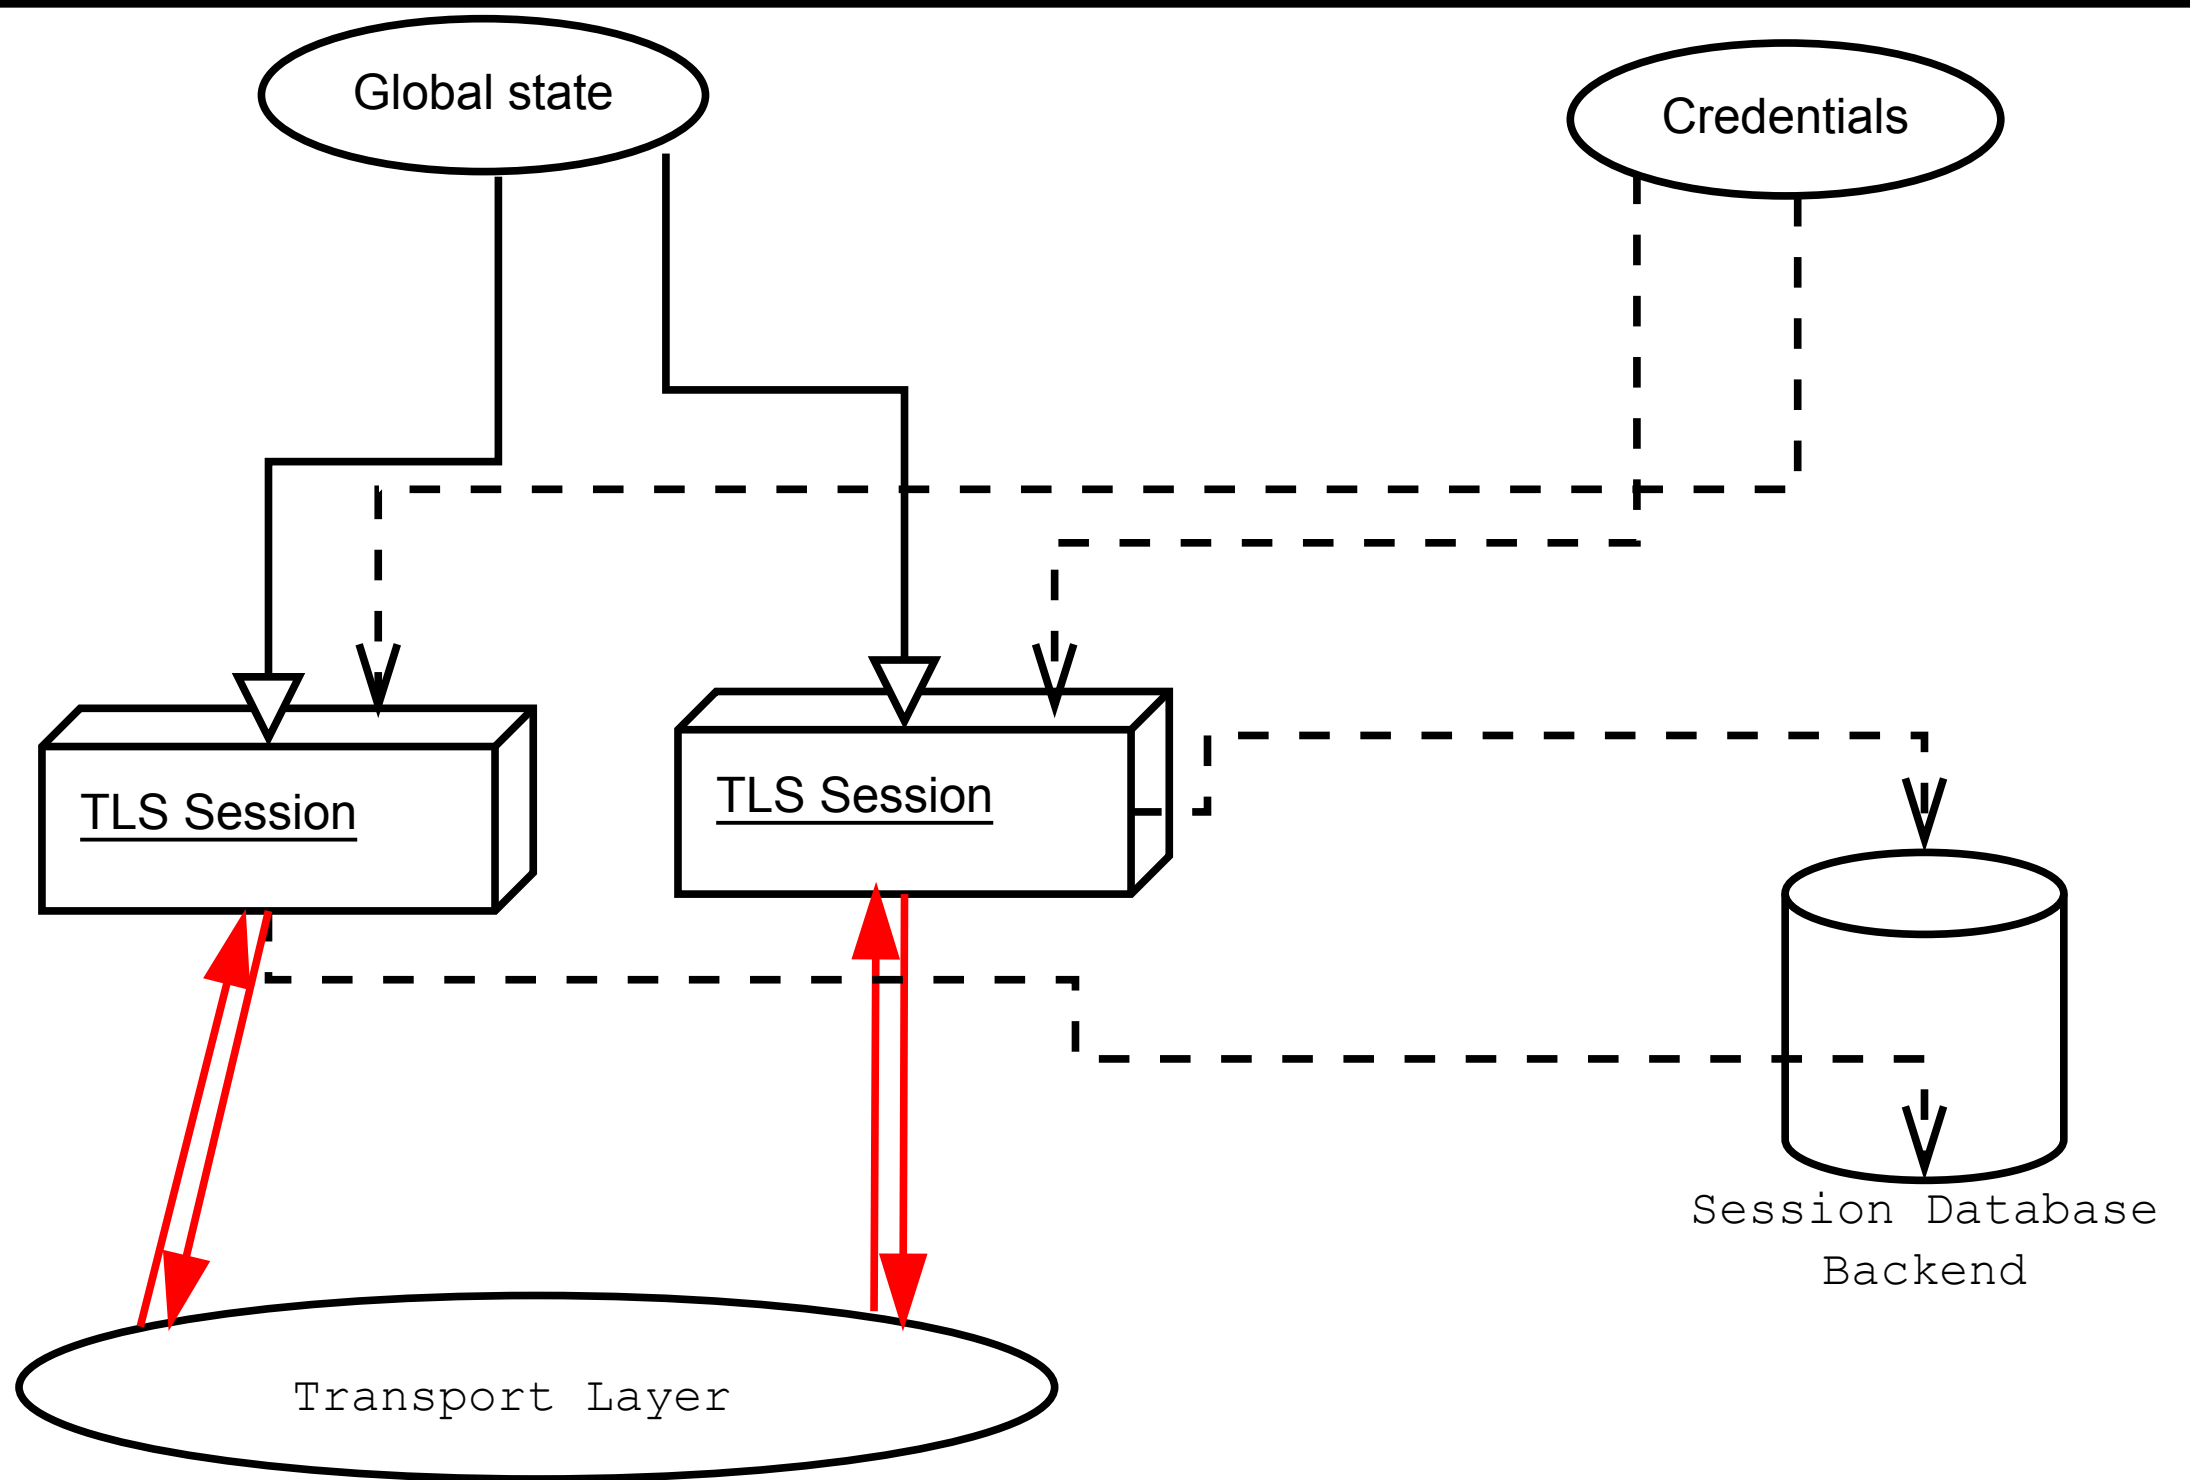 Global state
Credentials
TLS Session
TLS Session
Session Database
Backend
Transport Layer